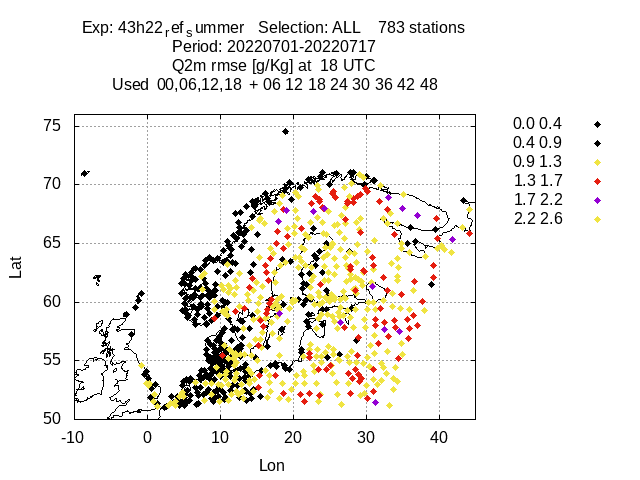 Exp: 43h22refsummer Selection: ALL 783 stations
Period: 20220701-20220717
Q2m rmse [g/Kg] at 18 UTC
Used 00,06,12,18 + 06 12 18 24 30 36 42 48
75
70
65
60
55
50
-10 0 10 20 30 40
Lat
Lon
0.0 0.4
0.4 0.9
0.9 1.3
1.3 1.7
1.7 2.2
2.2 2.6